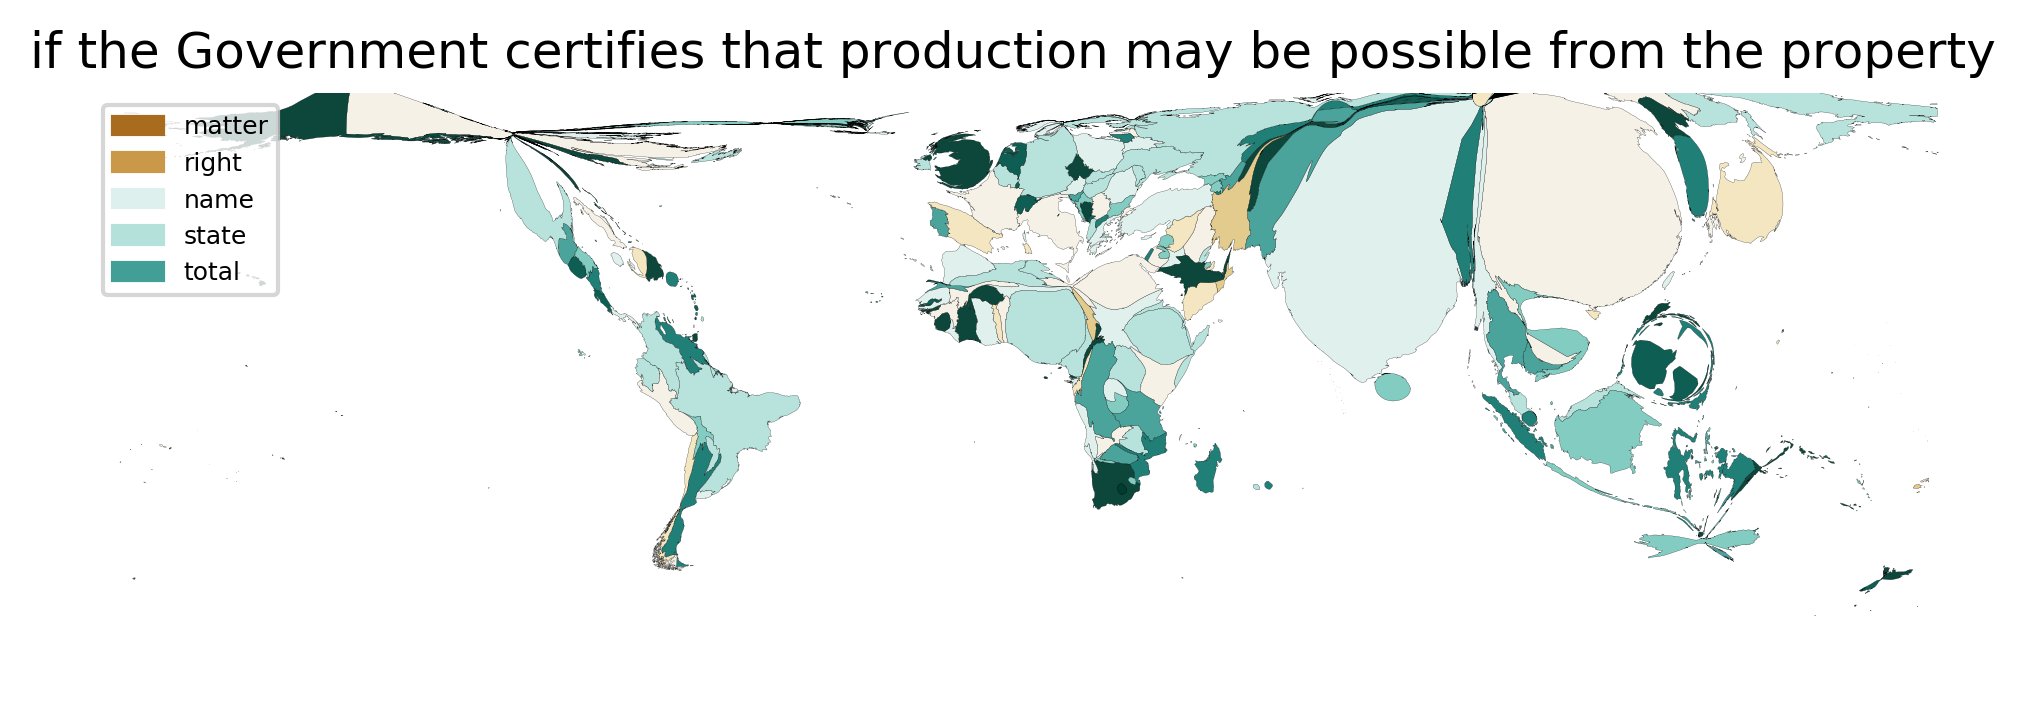 if the Government certifies that production may be possible from the property
matter
right
name
state
total